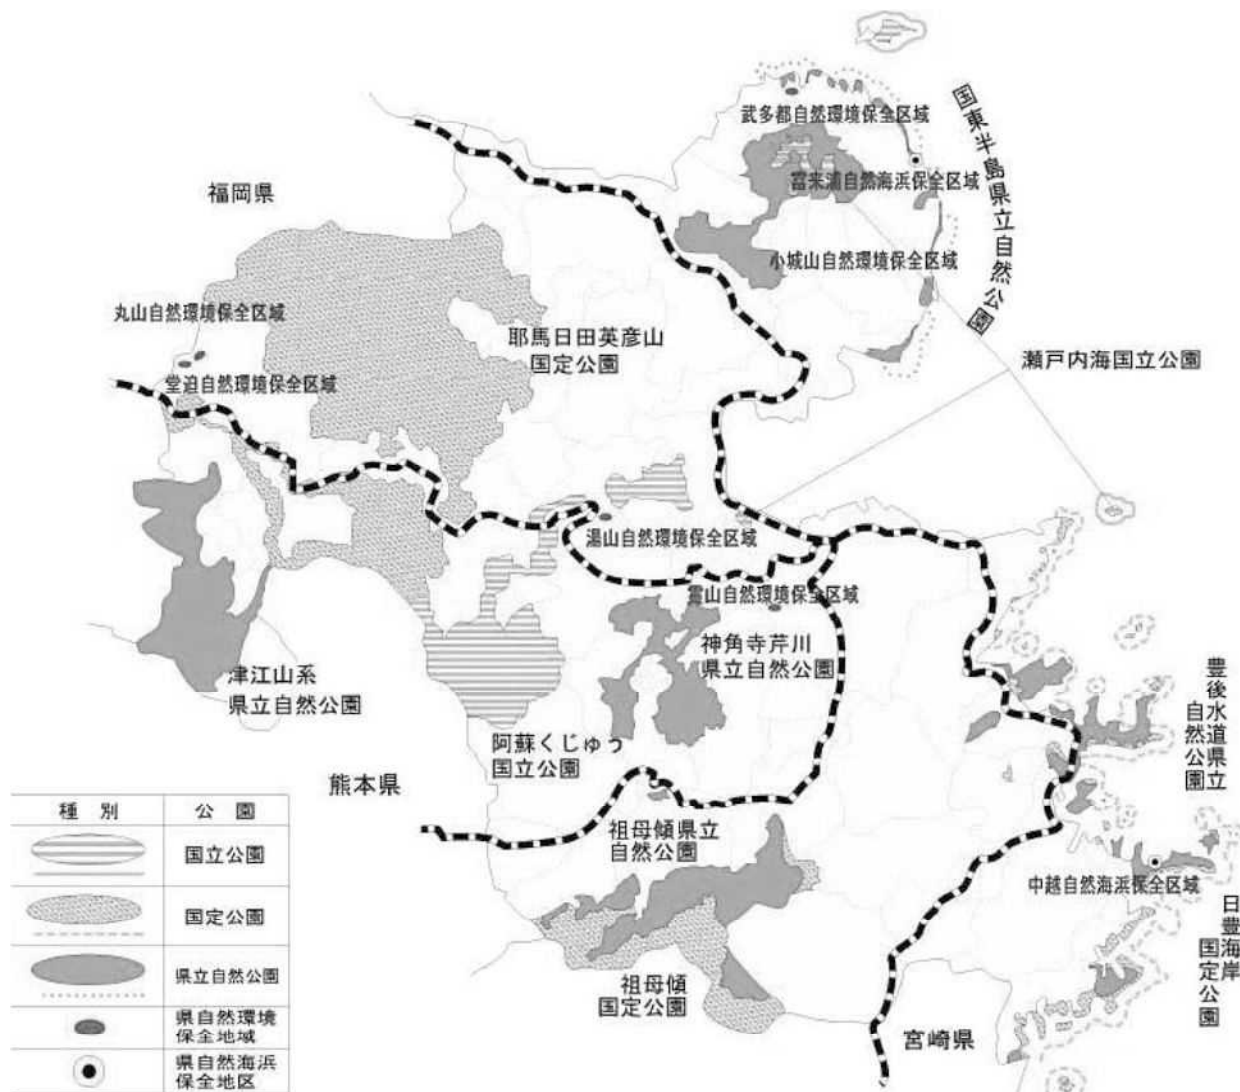 武多都自然環境保全区域
国東半島県立自然公園
富来浦自然海浜保全区域
福岡県
小城山自然環境保全区域
丸山自然環境保全区域
耶馬日田英彦山
国定公園
瀬戸内海国立公園
堂迫自然環境保全区域
湯山自然環境保全区域
霊山自然環境保全区域
神角寺芹川
県立自然公園
津江山系
県立自然公園
豊後水道県立
自然公園
阿蘇くじゅう
国立公園
熊本県
祖母傾県立
自然公園
中越自然海浜保全区域
日豊海岸
国定公園
祖母傾
国定公園
宮崎県
種別 公園
国立公園
国定公園
県立自然公園
県自然環境
保全地域
県自然海浜
保全地区